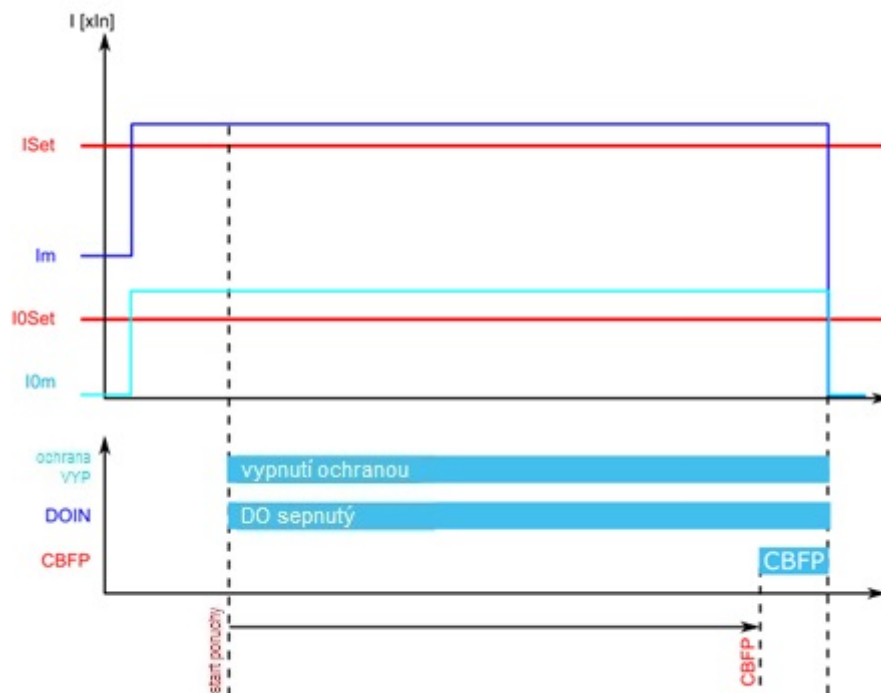 I [xIn]
ISet
Im
I0Set
I0m
ochrana
VYP
vypnutí ochranou
DOIN
DO sepnutý
CBFP
CBFP
start poruchy
CBFP